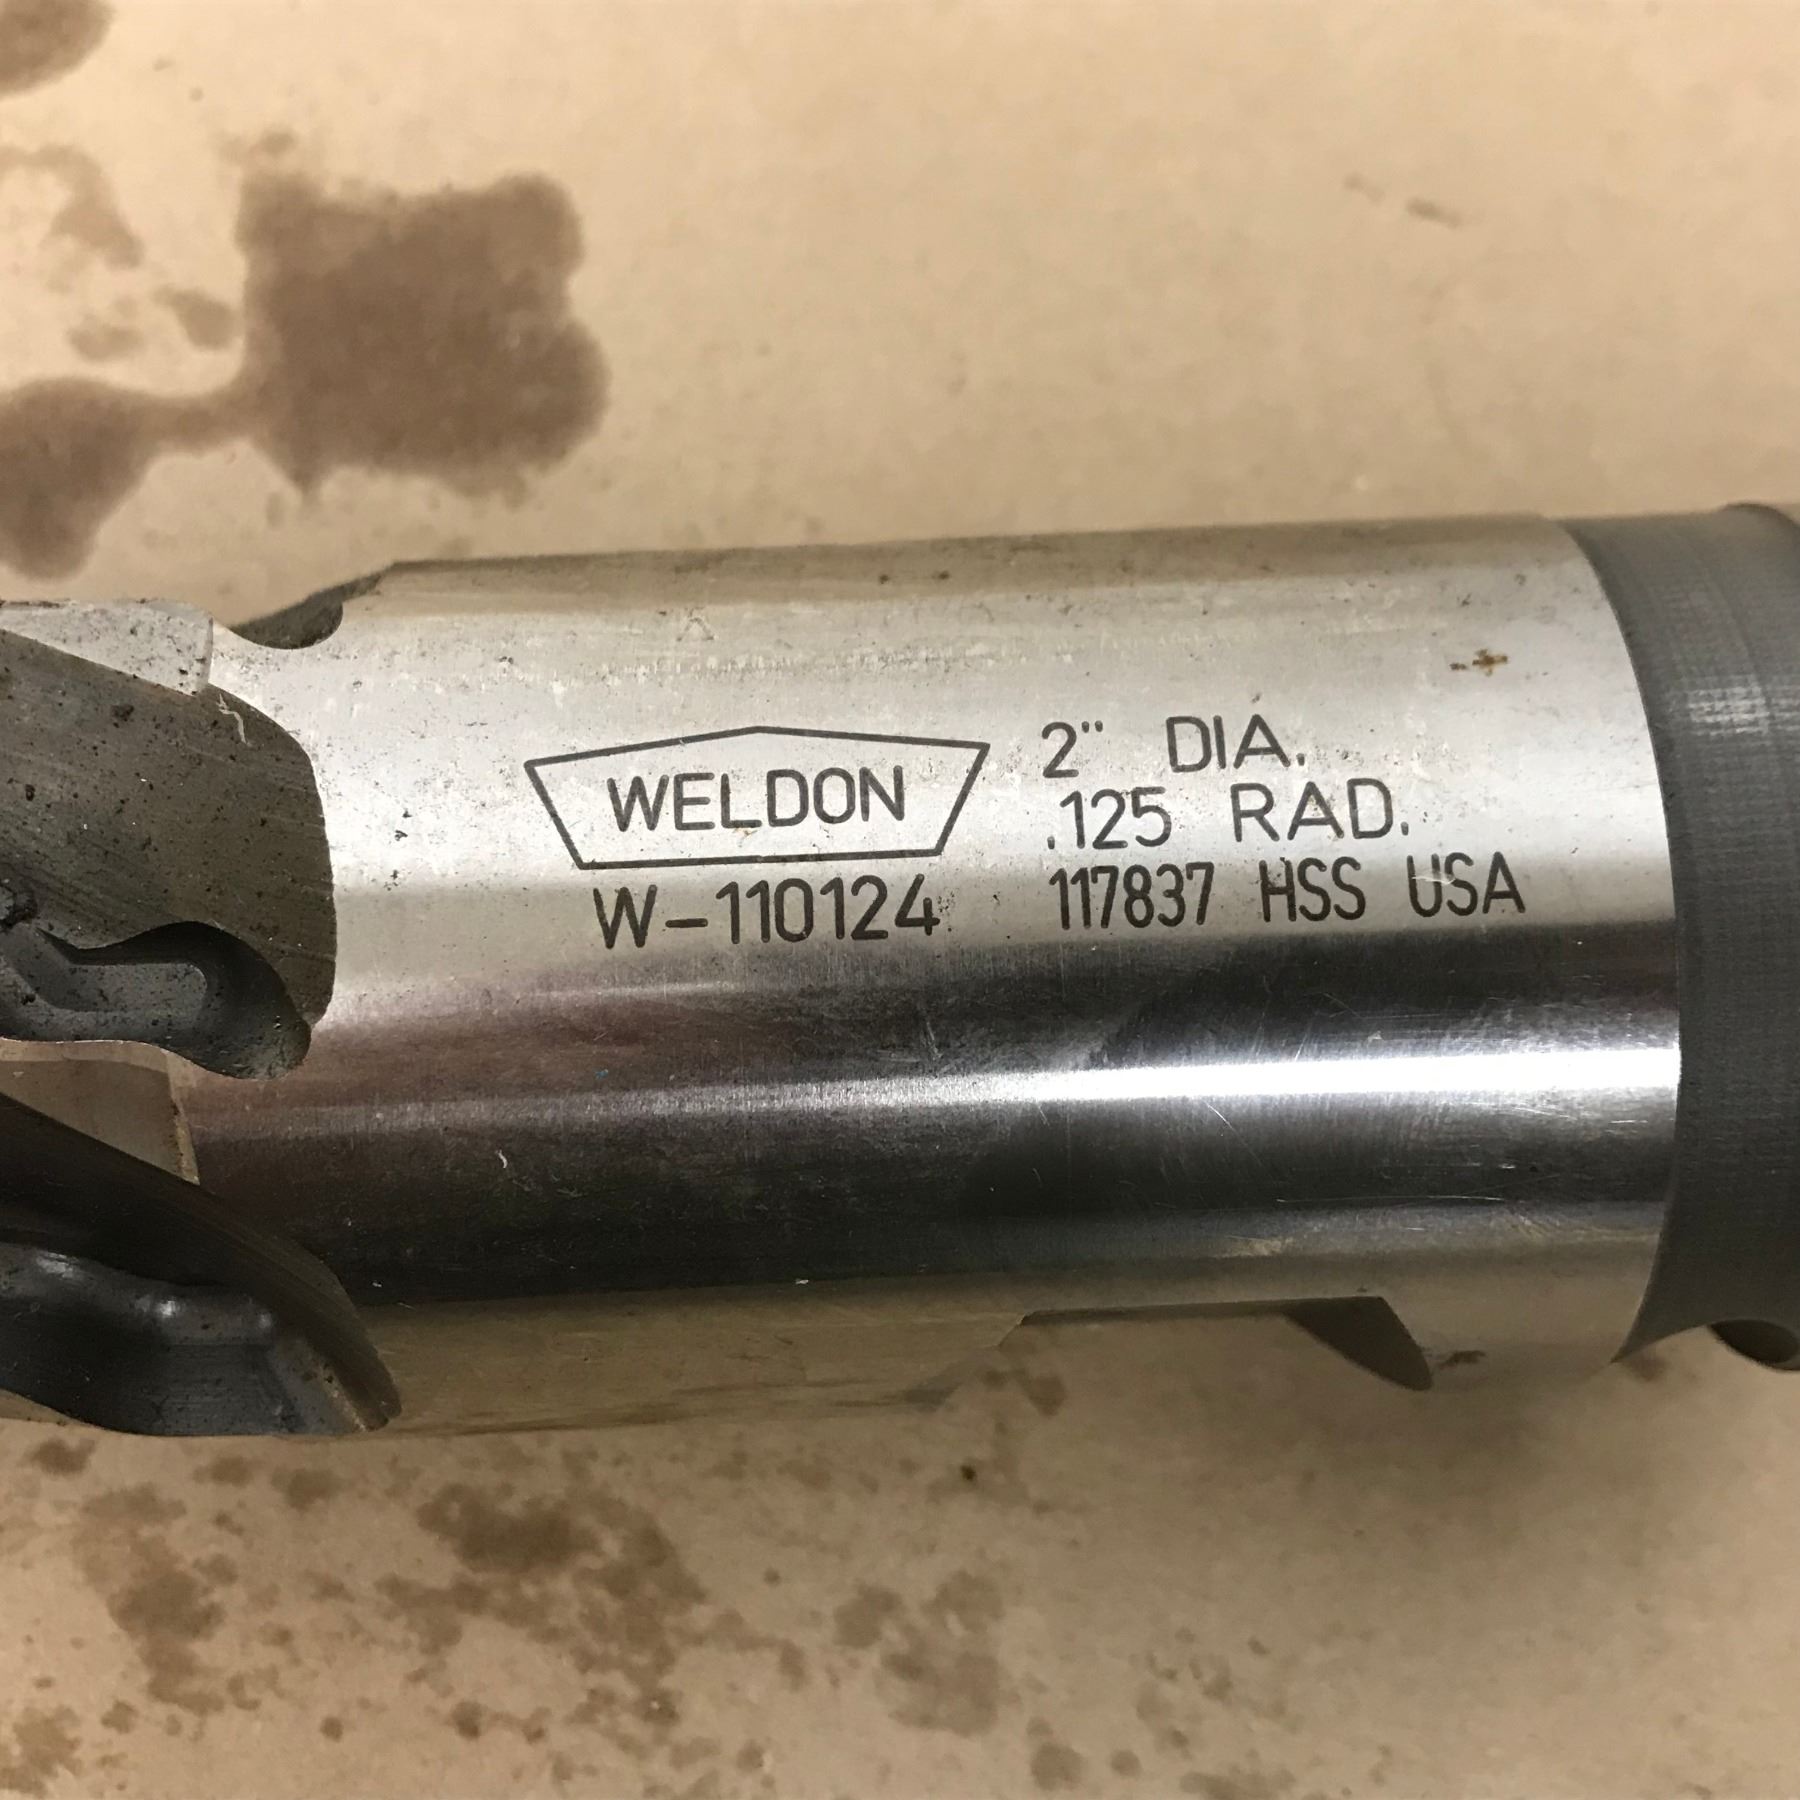 WELDON
W-110124
2" DIA.
.125 RAD.
117837 HSS USA